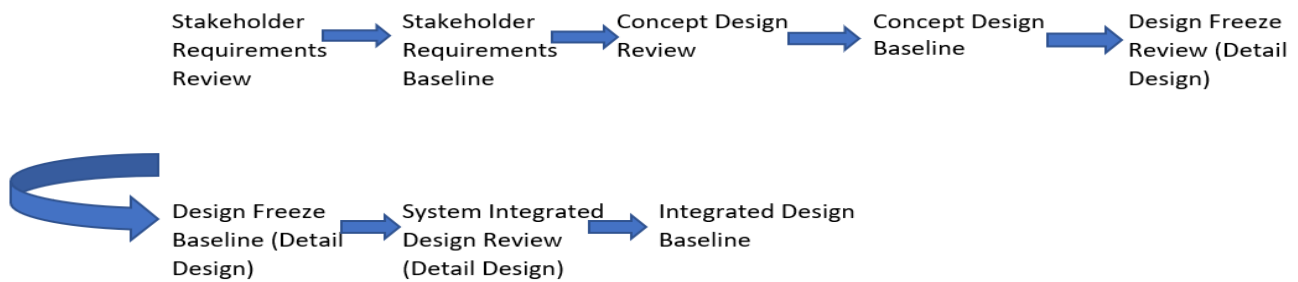 Stakeholder
Requirements
Review
Stakeholder
Requirements
Baseline
Concept Design
Review
Concept Design
Baseline
Design Freeze
Review (Detail
Design)
Design Freeze
Baseline (Detail
Design)
System Integrated
Design Review
(Detail Design)
Integrated Design
Baseline